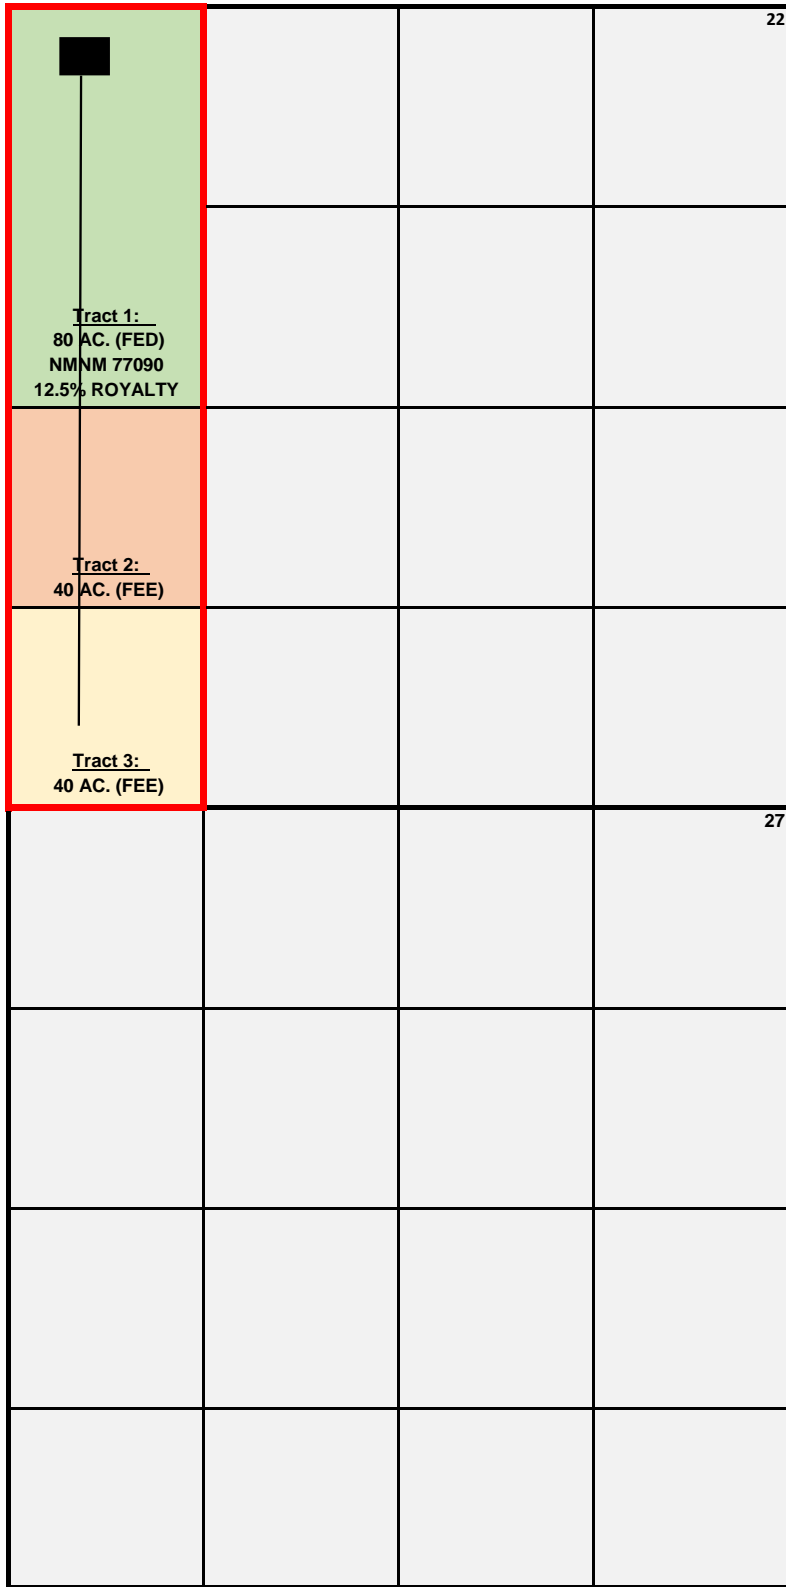 22
Tract 1:
80 AC. (FED)
NMNM 77090
12.5% ROYALTY
Tract 2:
40 AC. (FEE)
Tract 3:
40 AC. (FEE)
27